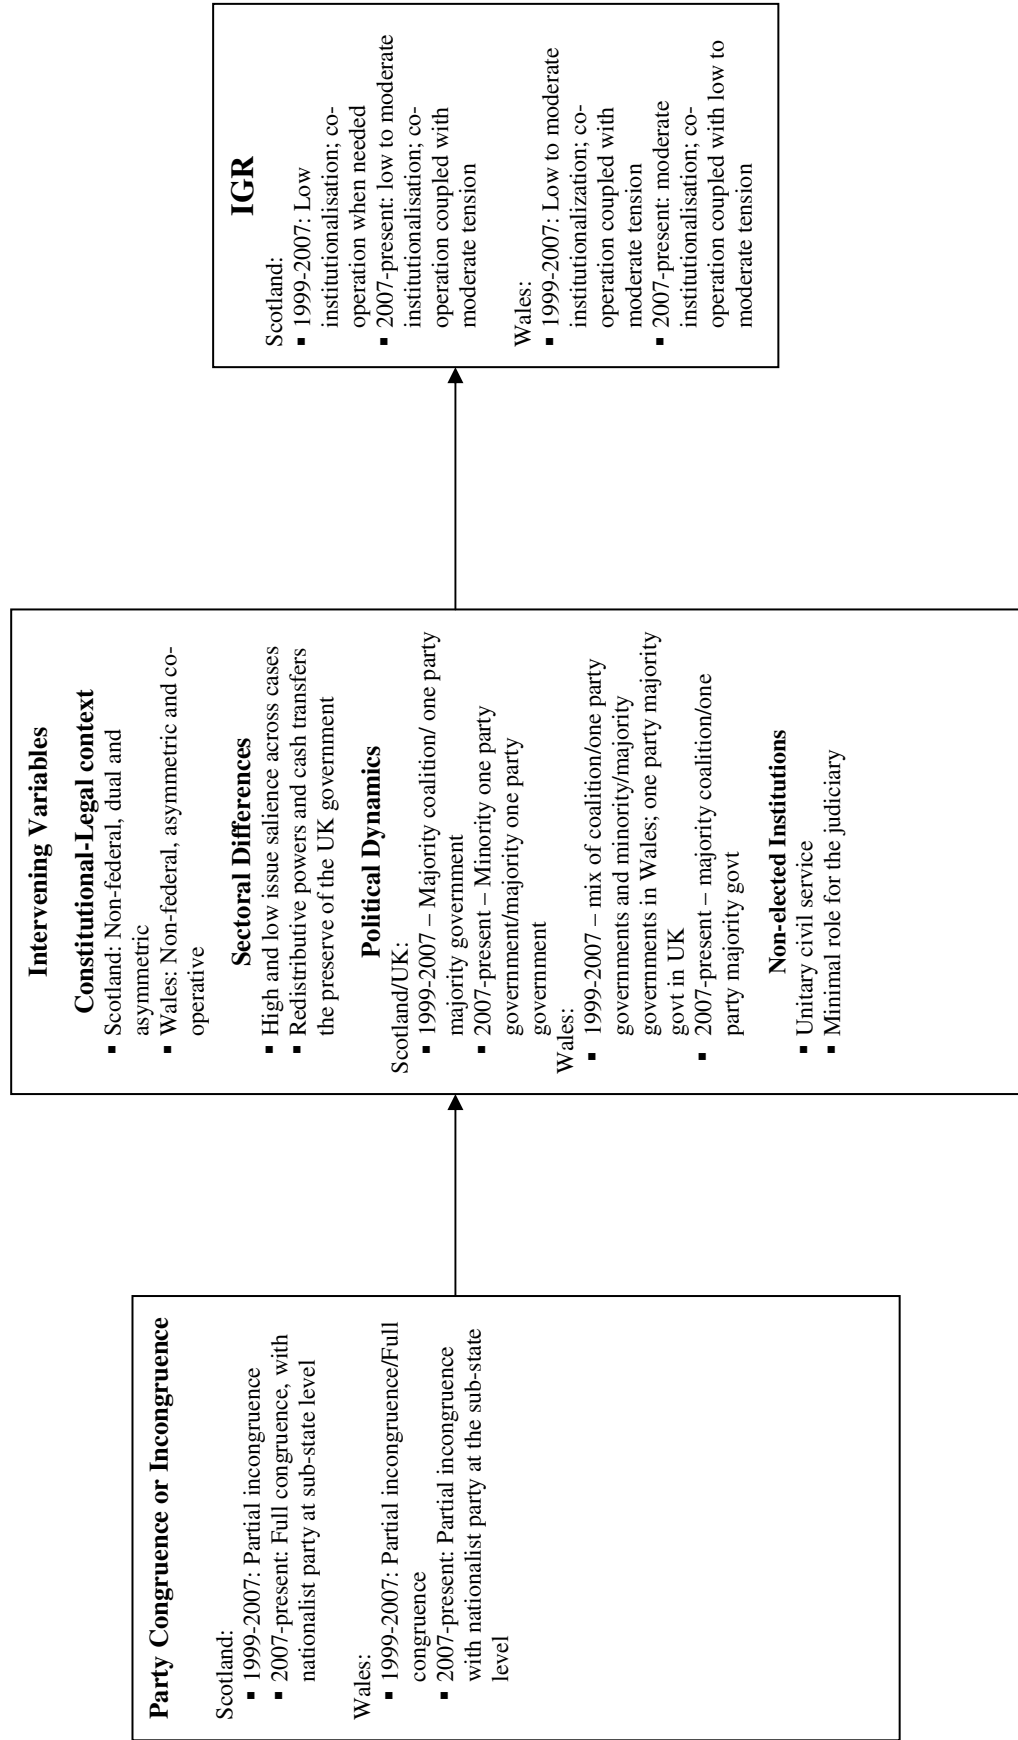 Party Congruence or Incongruence
Scotland:
▪ 1999-2007: Partial incongruence
▪ 2007-present: Full congruence, with
nationalist party at sub-state level
Wales:
▪ 1999-2007: Partial incongruence/Full
congruence
▪ 2007-present: Partial incongruence
with nationalist party at the sub-state
level
Intervening Variables
Constitutional-Legal context
▪ Scotland: Non-federal, dual and
asymmetric
▪ Wales: Non-federal, asymmetric and co-
operative
Sectoral Differences
▪ High and low issue salience across cases
▪ Redistributive powers and cash transfers
the preserve of the UK government
Political Dynamics
Scotland/UK:
▪ 1999-2007 – Majority coalition/ one party
majority government
▪ 2007-present – Minority one party
government/majority one party
government
Wales:
▪ 1999-2007 – mix of coalition/one party
governments and minority/majority
governments in Wales; one party majority
govt in UK
▪ 2007-present – majority coalition/one
party majority govt
Non-elected Institutions
▪ Unitary civil service
▪ Minimal role for the judiciary
IGR
Scotland:
▪ 1999-2007: Low
institutionalisation; co-
operation when needed
▪ 2007-present: low to moderate
institutionalisation; co-
operation coupled with
moderate tension
Wales:
▪ 1999-2007: Low to moderate
institutionalization; co-
operation coupled with
moderate tension
▪ 2007-present: moderate
institutionalisation; co-
operation coupled with low to
moderate tension